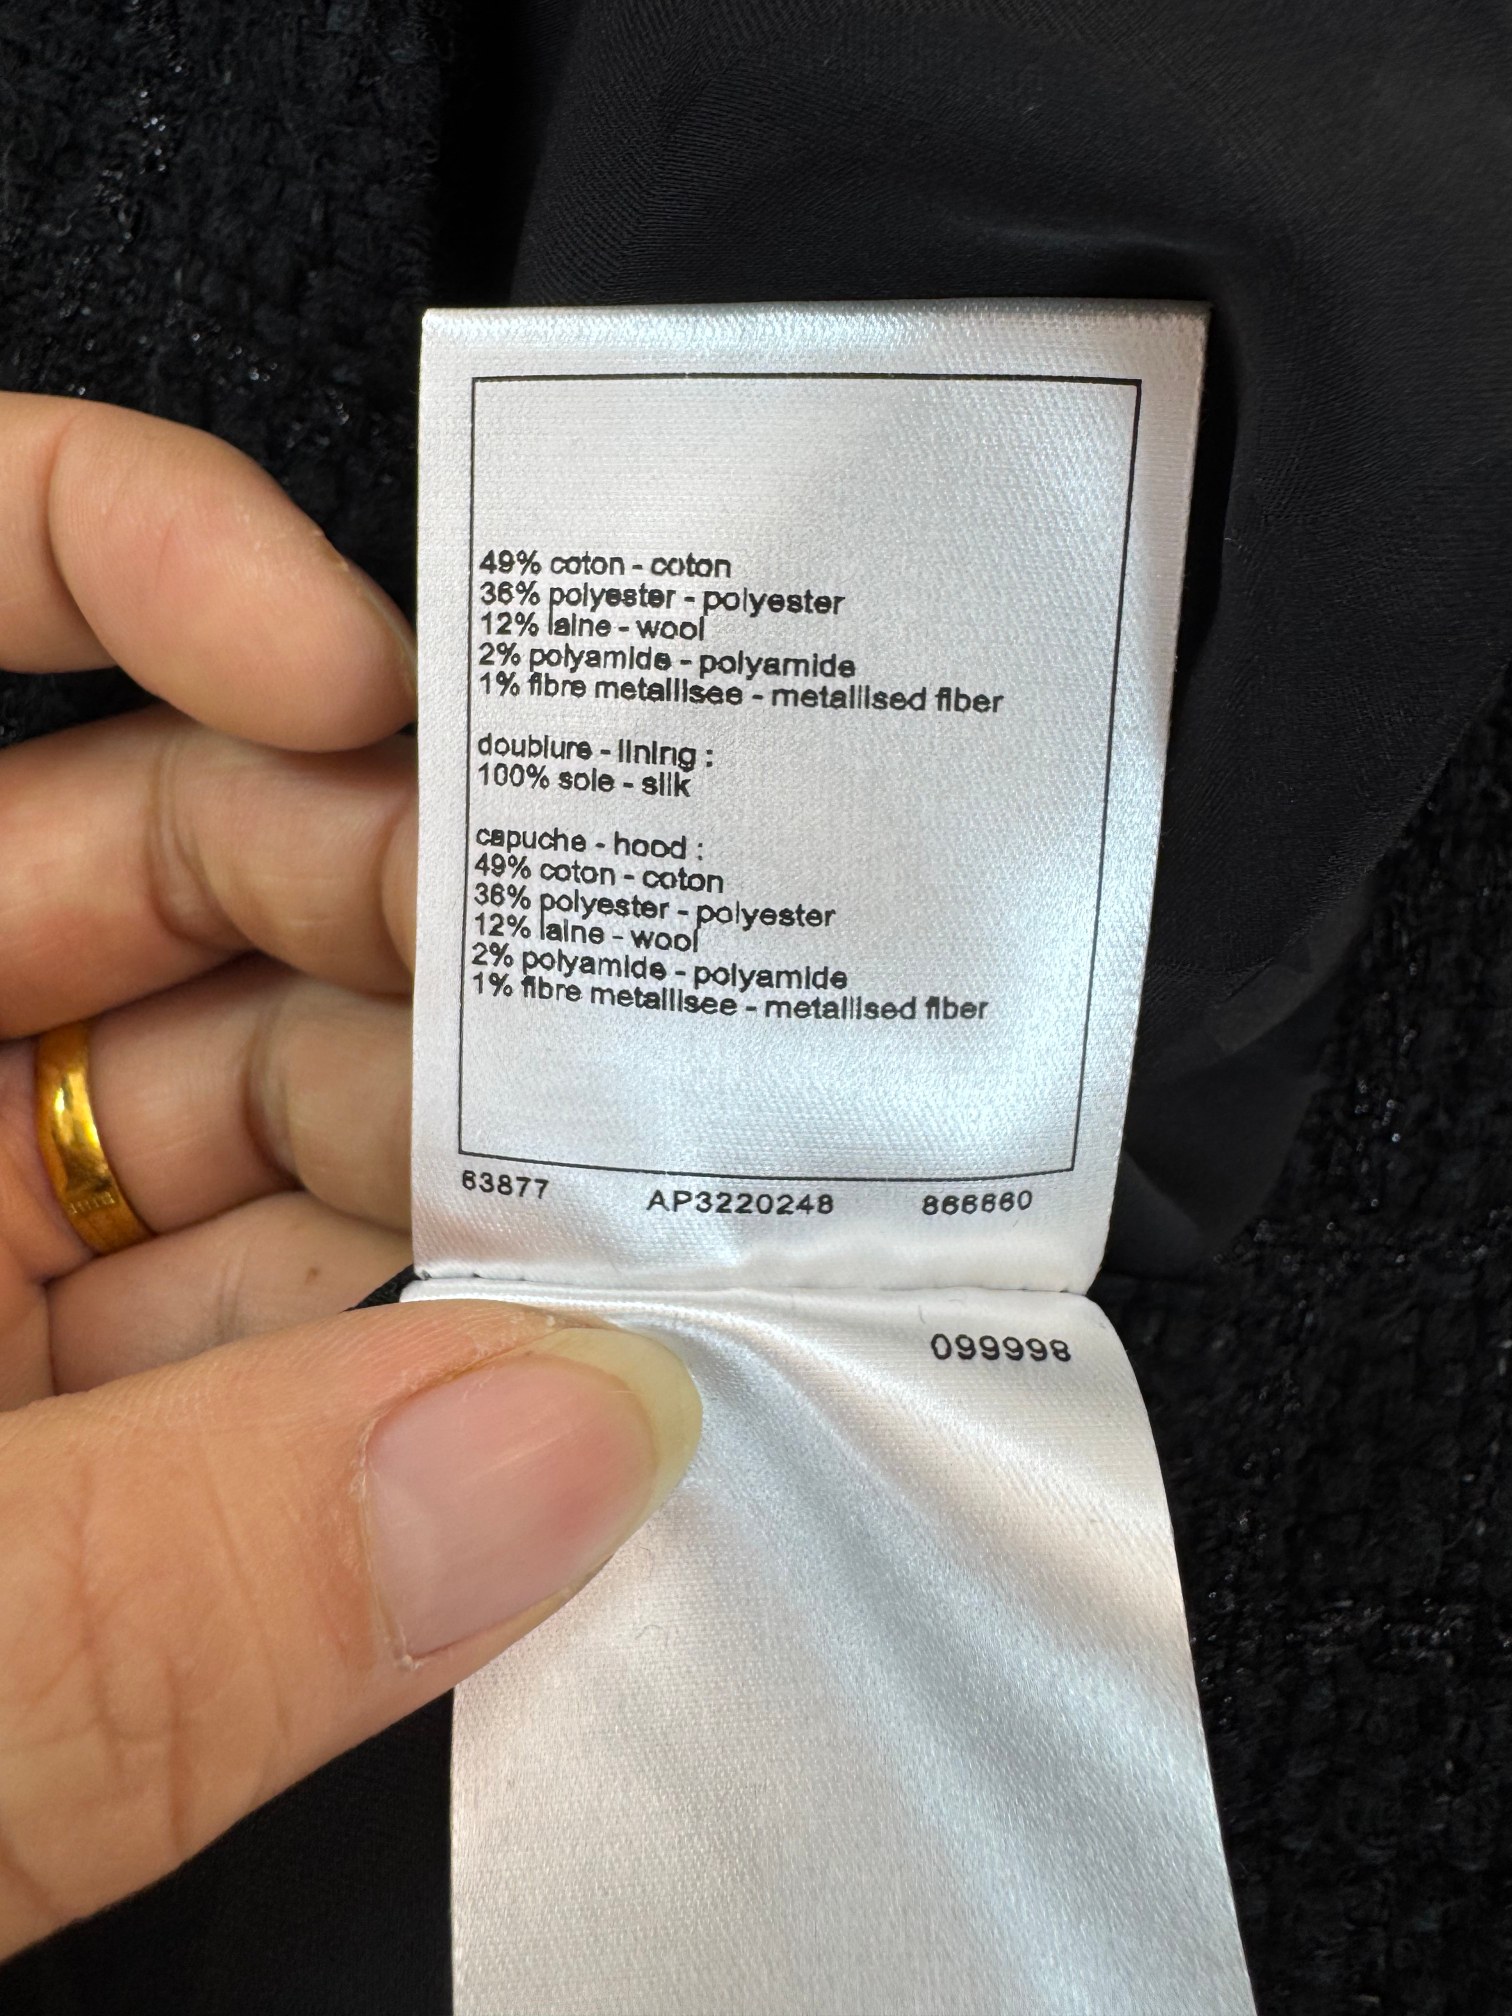 49% coton - coton
36% polyester - polyester
12% laine - wool
2% polyamide - polyamide
1% fibre metallisee - metallised fiber
doublure - lining :
100% soie - silk
capuche - hood :
49% coton - coton
36% polyester - polyester
12% laine - wool
2% polyamide - polyamide
1% fibre metallisee - metallised fiber
63877 AP3220248 866660
099998